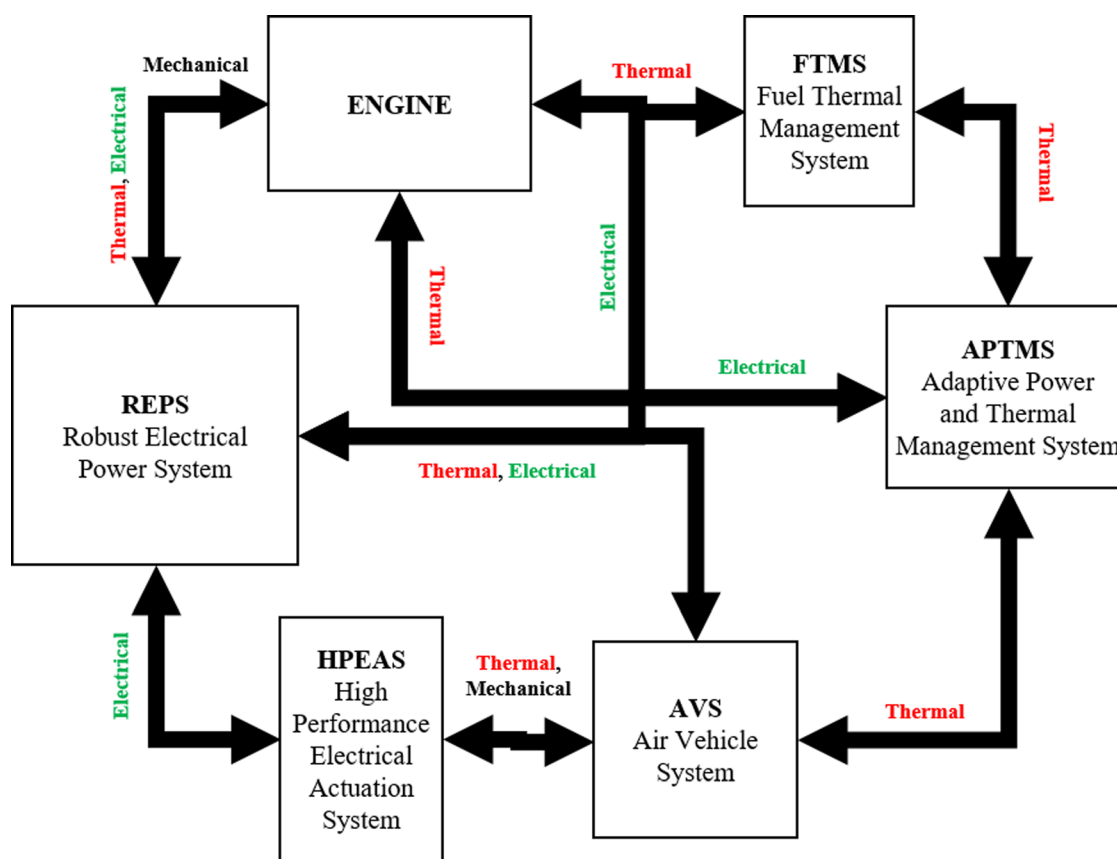 Mechanical
Thermal, Electrical
ENGINE
Thermal
FTMS
Fuel Thermal
Management
System
Thermal
Electrical
Thermal
REPS
Robust Electrical
Power System
Electrical
APTMS
Adaptive Power
and Thermal
Management System
Thermal, Electrical
Electrical
HPEAS
High
Performance
Electrical
Actuation
System
Thermal,
Mechanical
AVS
Air Vehicle
System
Thermal